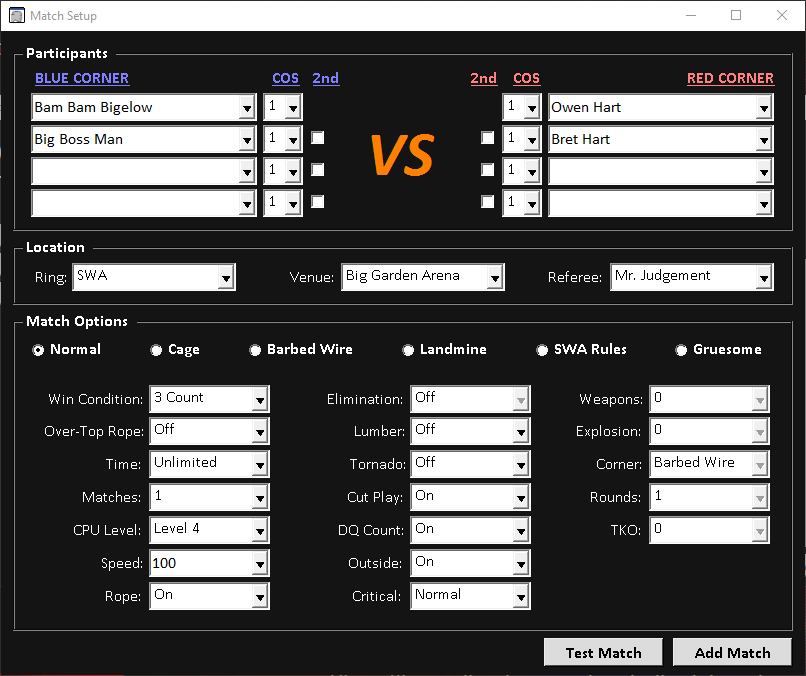 Match Setup
Participants
BLUE CORNER COS 2nd 2nd COS RED CORNER
Bam Bam Bigelow 1 1 Owen Hart
Big Boss Man 1 1 Bret Hart
1 1
1 1
VS
Location
Ring: SWA Venue: Big Garden Arena Referee: Mr. Judgement
Match Options
Normal Cage Barbed Wire Landmine SWA Rules Gruesome
Win Condition: 3 Count Elimination: Off Weapons: 0
Over-Top Rope: Off Lumber: Off Explosion: 0
Time: Unlimited Tornado: Off Corner: Barbed Wire
Matches: 1 Cut Play: On Rounds: 1
CPU Level: Level 4 DQ Count: On TKO: 0
Speed: 100 Outside: On
Rope: On Critical: Normal
Test Match Add Match